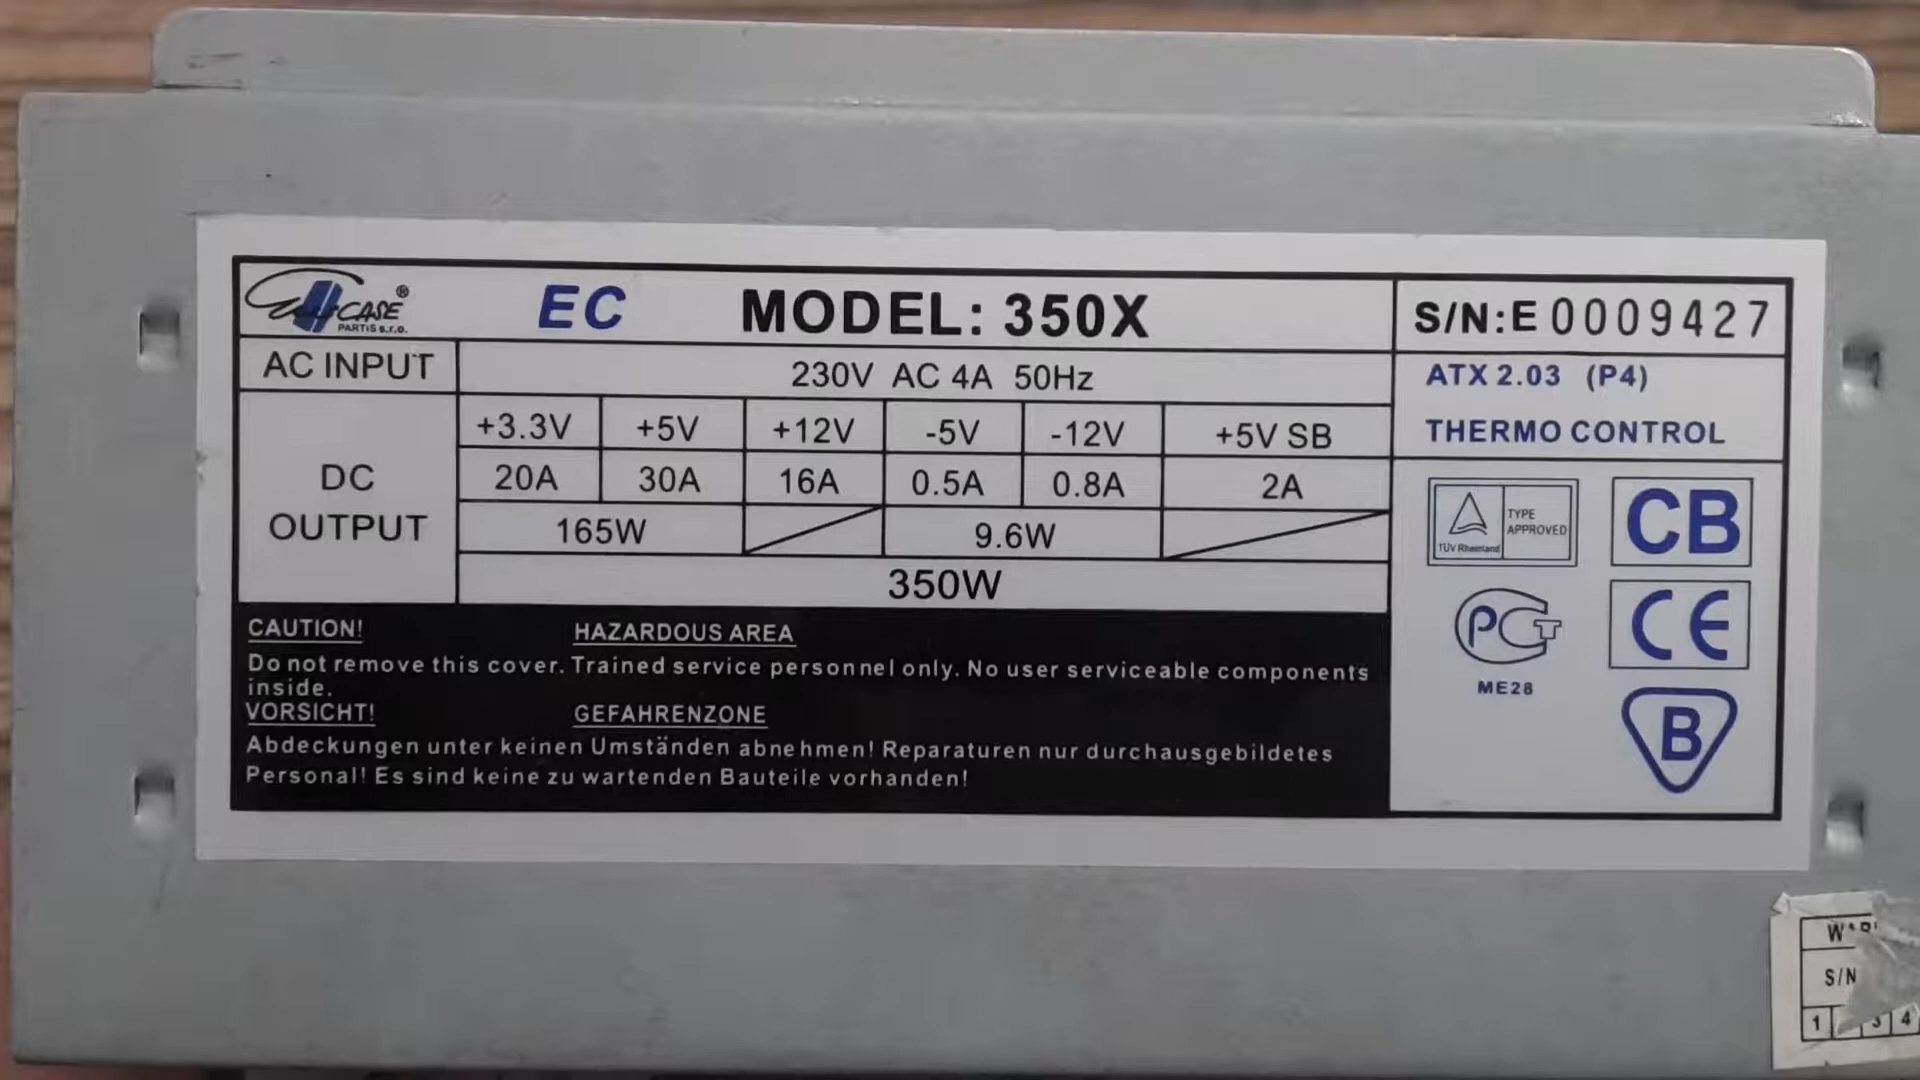 CASE ®
PARTiS s.r.o.
EC
MODEL: 350X
S/N:E 0009427
AC INPUT
230V AC 4A 50Hz
ATX 2.03 (P4)
THERMO CONTROL
DC
OUTPUT
+3.3V +5V +12V -5V -12V +5V SB
20A 30A 16A 0.5A 0.8A 2A
165W 9.6W
350W
TYPE
APPROVED
TÜV Rheinland
CB
PCT
ME28
CE
B
CAUTION! HAZARDOUS AREA
Do not remove this cover. Trained service personnel only. No user serviceable components
inside.
VORSICHT! GEFAHRENZONE
Abdeckungen unter keinen Umständen abnehmen! Reparaturen nur durchausgebildetes
Personal! Es sind keine zu wartenden Bauteile vorhanden!
S/N
1 3 4